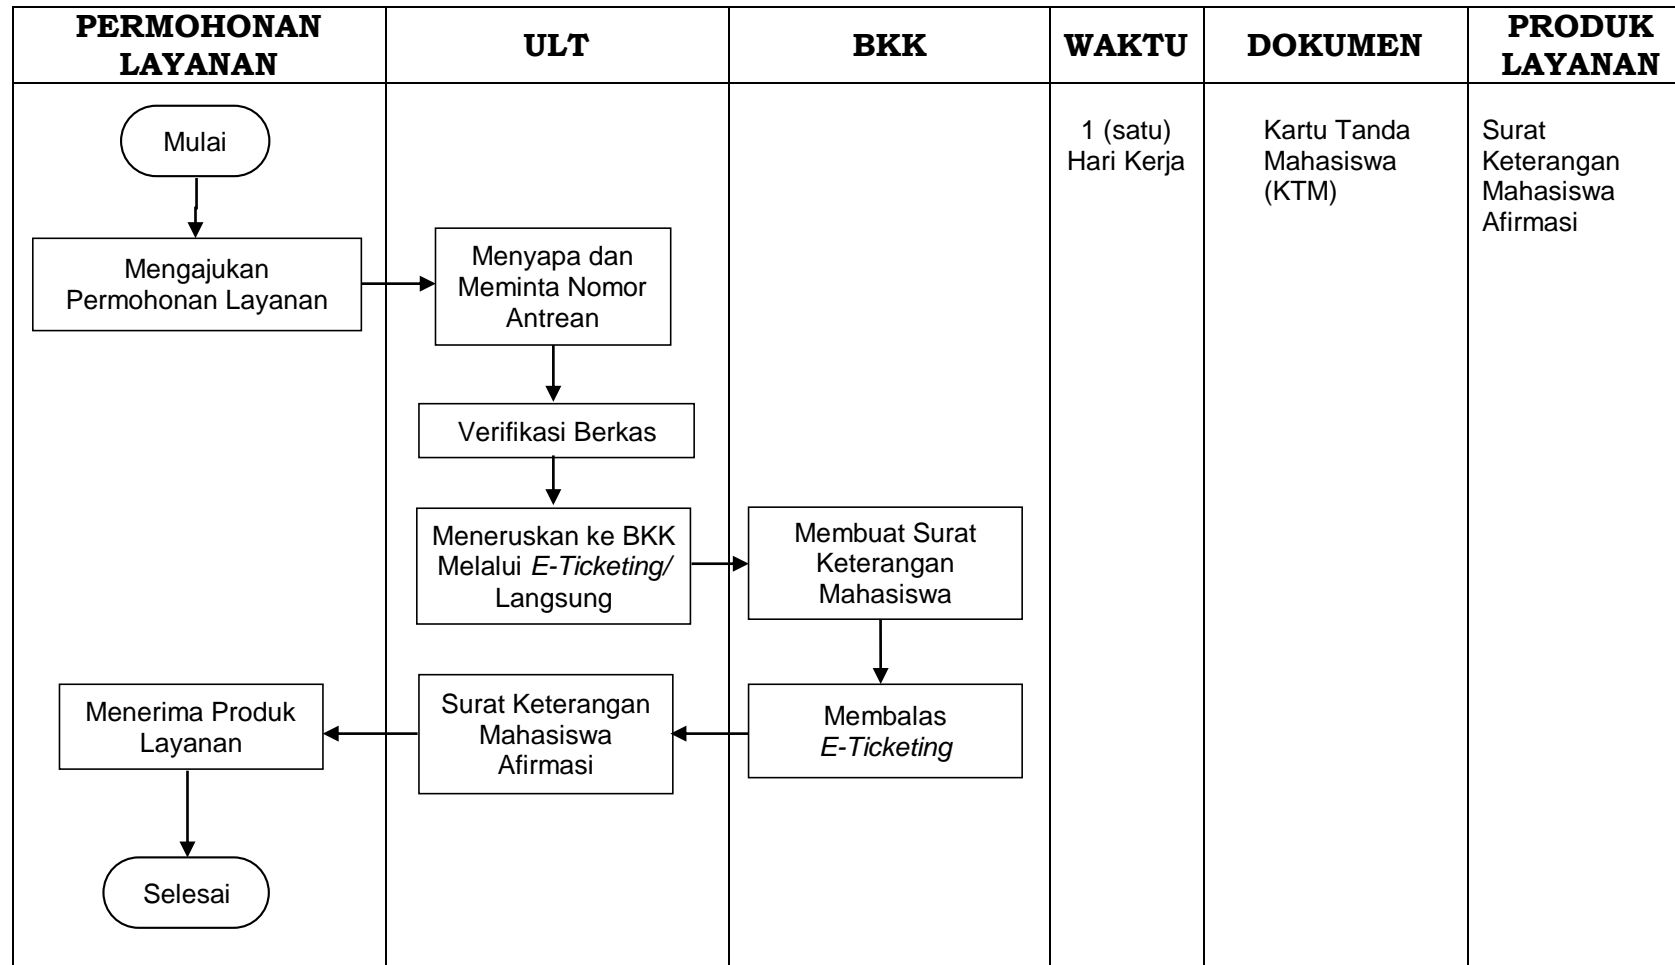 PERMOHONAN
LAYANAN
ULT
BKK
WAKTU
DOKUMEN
PRODUK
LAYANAN
Mulai
1 (satu)
Hari Kerja
Kartu Tanda
Mahasiswa
(KTM)
Surat
Keterangan
Mahasiswa
Afirmasi
Mengajukan
Permohonan Layanan
Menyapa dan
Meminta Nomor
Antrean
Verifikasi Berkas
Meneruskan ke BKK
Melalui E-Ticketing/
Langsung
Membuat Surat
Keterangan
Mahasiswa
Membalas
E-Ticketing
Surat Keterangan
Mahasiswa
Afirmasi
Menerima Produk
Layanan
Selesai